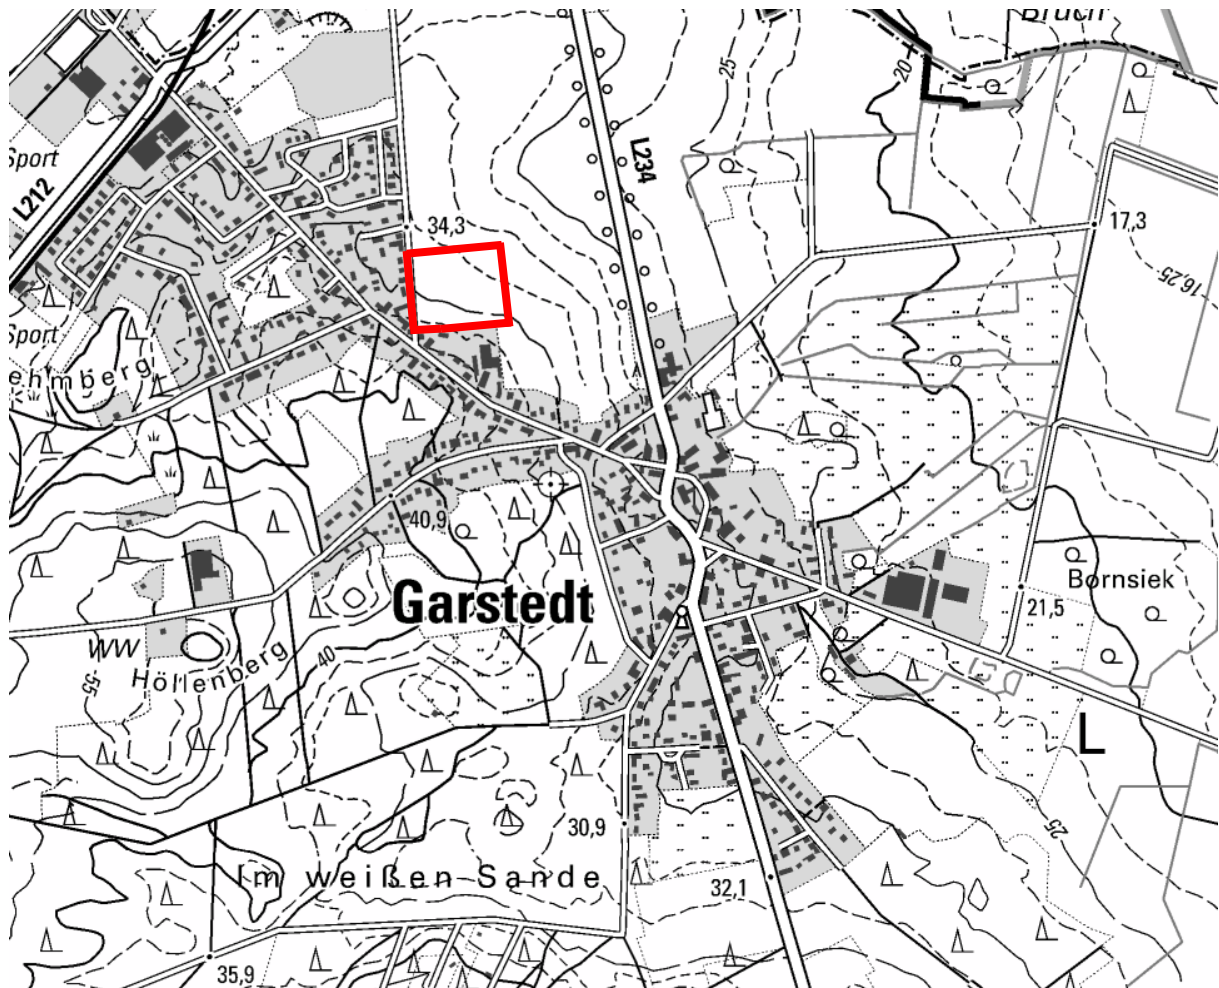 Bruch
20
25
Sport
L212
L234
34,3
17,3
16,25
Sport
ehmberg
40,9
Garstedt
Bornsiek
21,5
WW
Höllenberg
40
55
L
25
30,9
Im weißen Sande
32,1
35,9